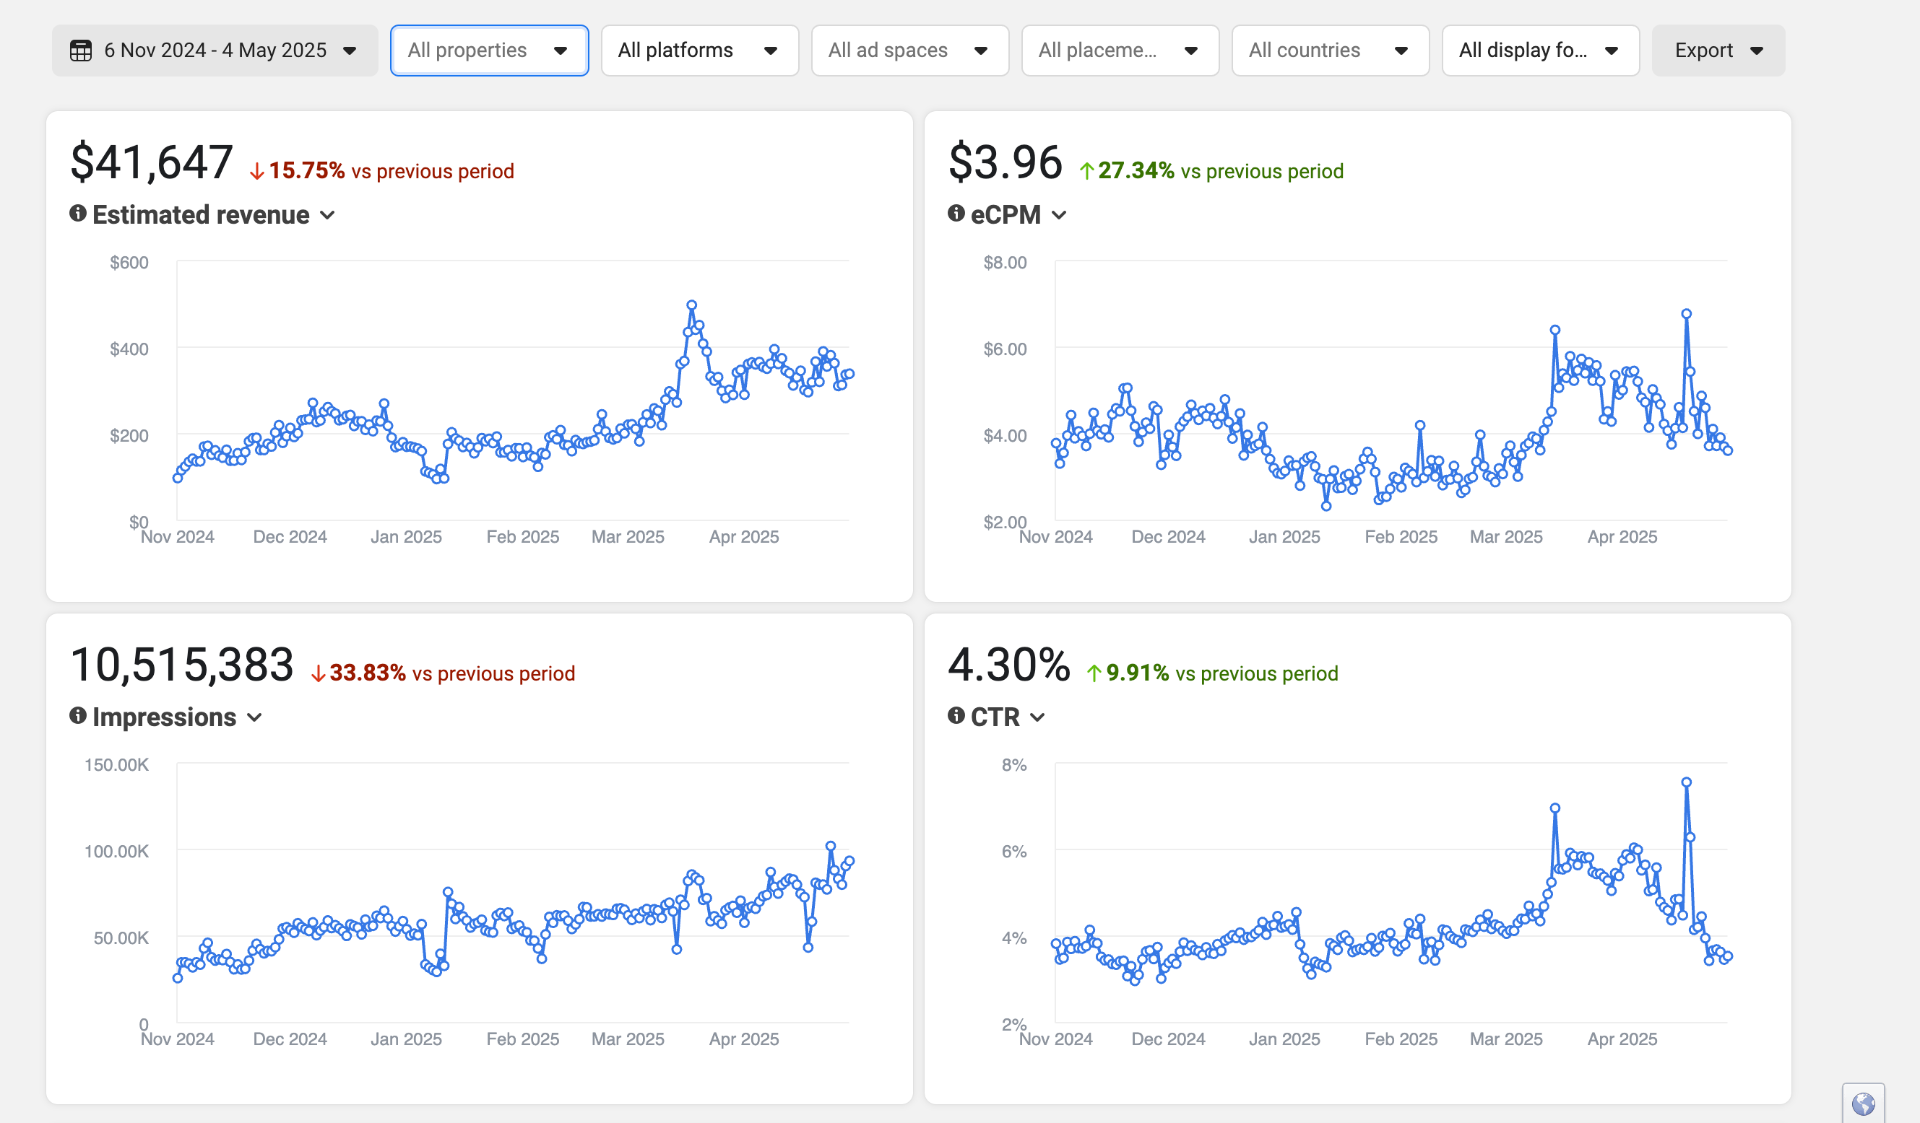 6 Nov 2024 - 4 May 2025
All properties
All platforms
All ad spaces
All placeme...
All countries
All display fo...
Export
$41,647
15.75% vs previous period
Estimated revenue
$600
$400
$200
$0
Nov 2024
Dec 2024
Jan 2025
Feb 2025
Mar 2025
Apr 2025
$3.96
27.34% vs previous period
eCPM
$8.00
$6.00
$4.00
$2.00
Nov 2024
Dec 2024
Jan 2025
Feb 2025
Mar 2025
Apr 2025
10,515,383
33.83% vs previous period
Impressions
150.00K
100.00K
50.00K
0
Nov 2024
Dec 2024
Jan 2025
Feb 2025
Mar 2025
Apr 2025
4.30%
9.91% vs previous period
CTR
8%
6%
4%
2%
Nov 2024
Dec 2024
Jan 2025
Feb 2025
Mar 2025
Apr 2025